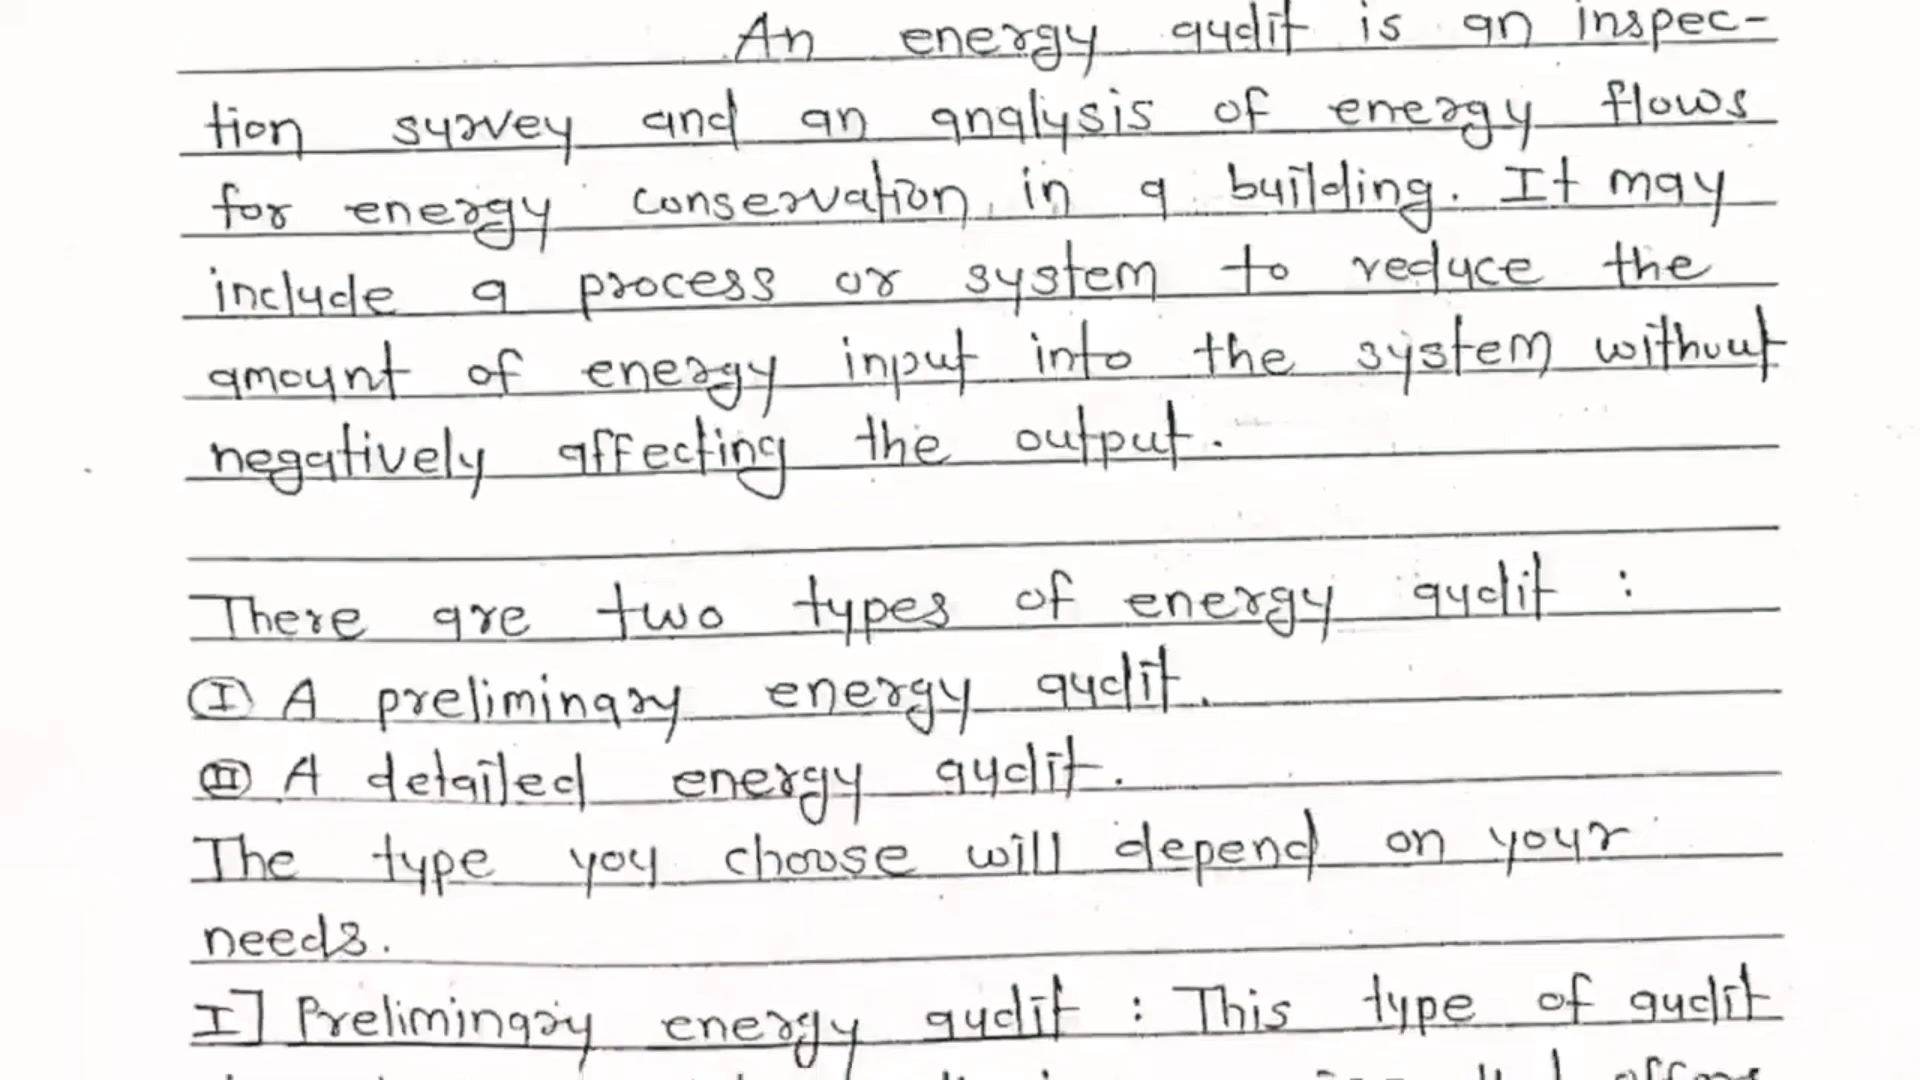 An energy audit is an inspec-
tion survey and an analysis of energy flows
for energy conservation in a building. It may
include a process or system to reduce the
amount of energy input into the system without
negatively affecting the output.
There are two types of energy audit :
(I) A preliminary energy audit.
(II) A detailed energy audit.
The type you choose will depend on your
needs.
I] Preliminary energy audit : This type of audit